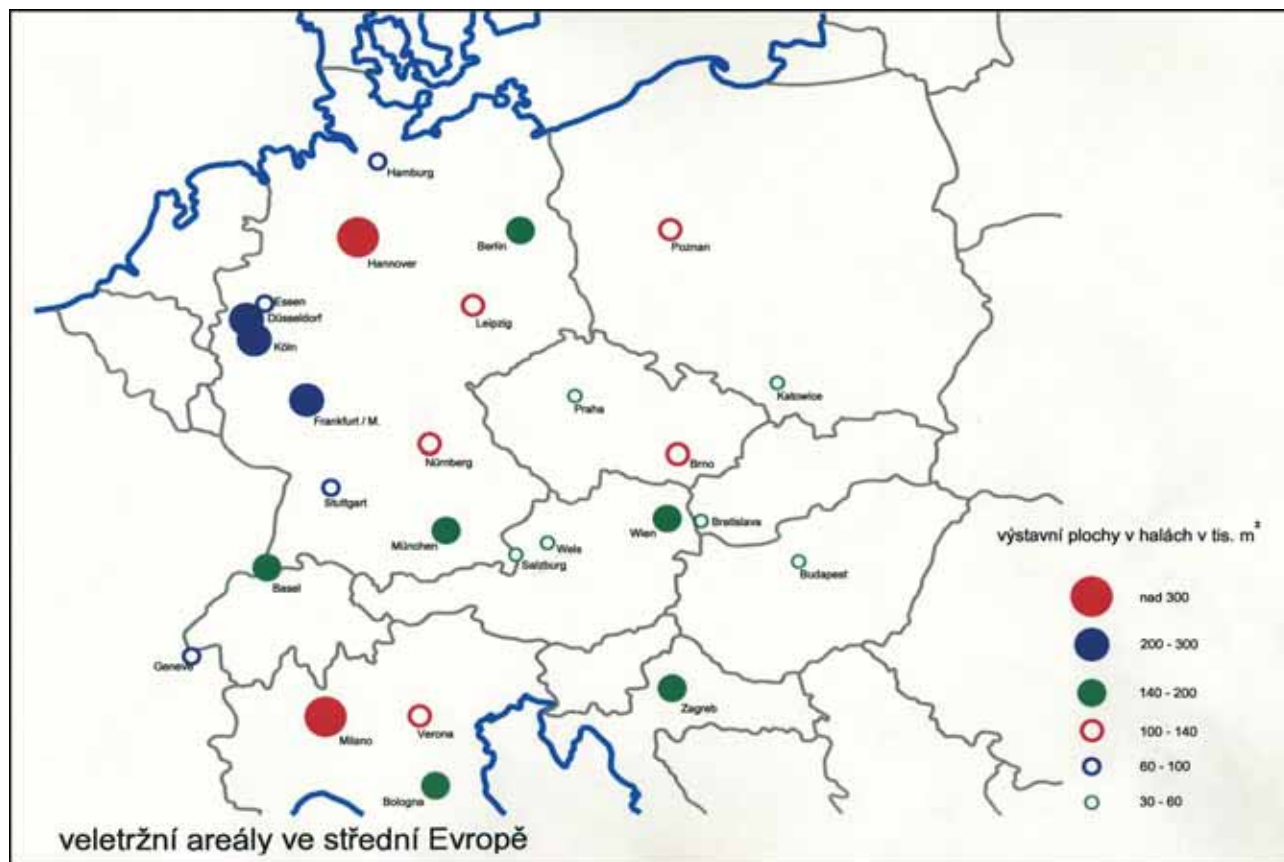 Hamburg
Hannover
Berlin
Poznan
Essen
Düsseldorf
Köln
Leipzig
Frankfurt / M.
Praha
Katowice
Nürnberg
Brno
Stuttgart
München
Wien
Bratislava
Wels
Salzburg
Budapest
Basel
Geneve
Milano
Verona
Zagreb
Bologna
výstavní plochy v halách v tis. m²
nad 300
200 - 300
140 - 200
100 - 140
60 - 100
30 - 60
veletržní areály ve střední Evropě